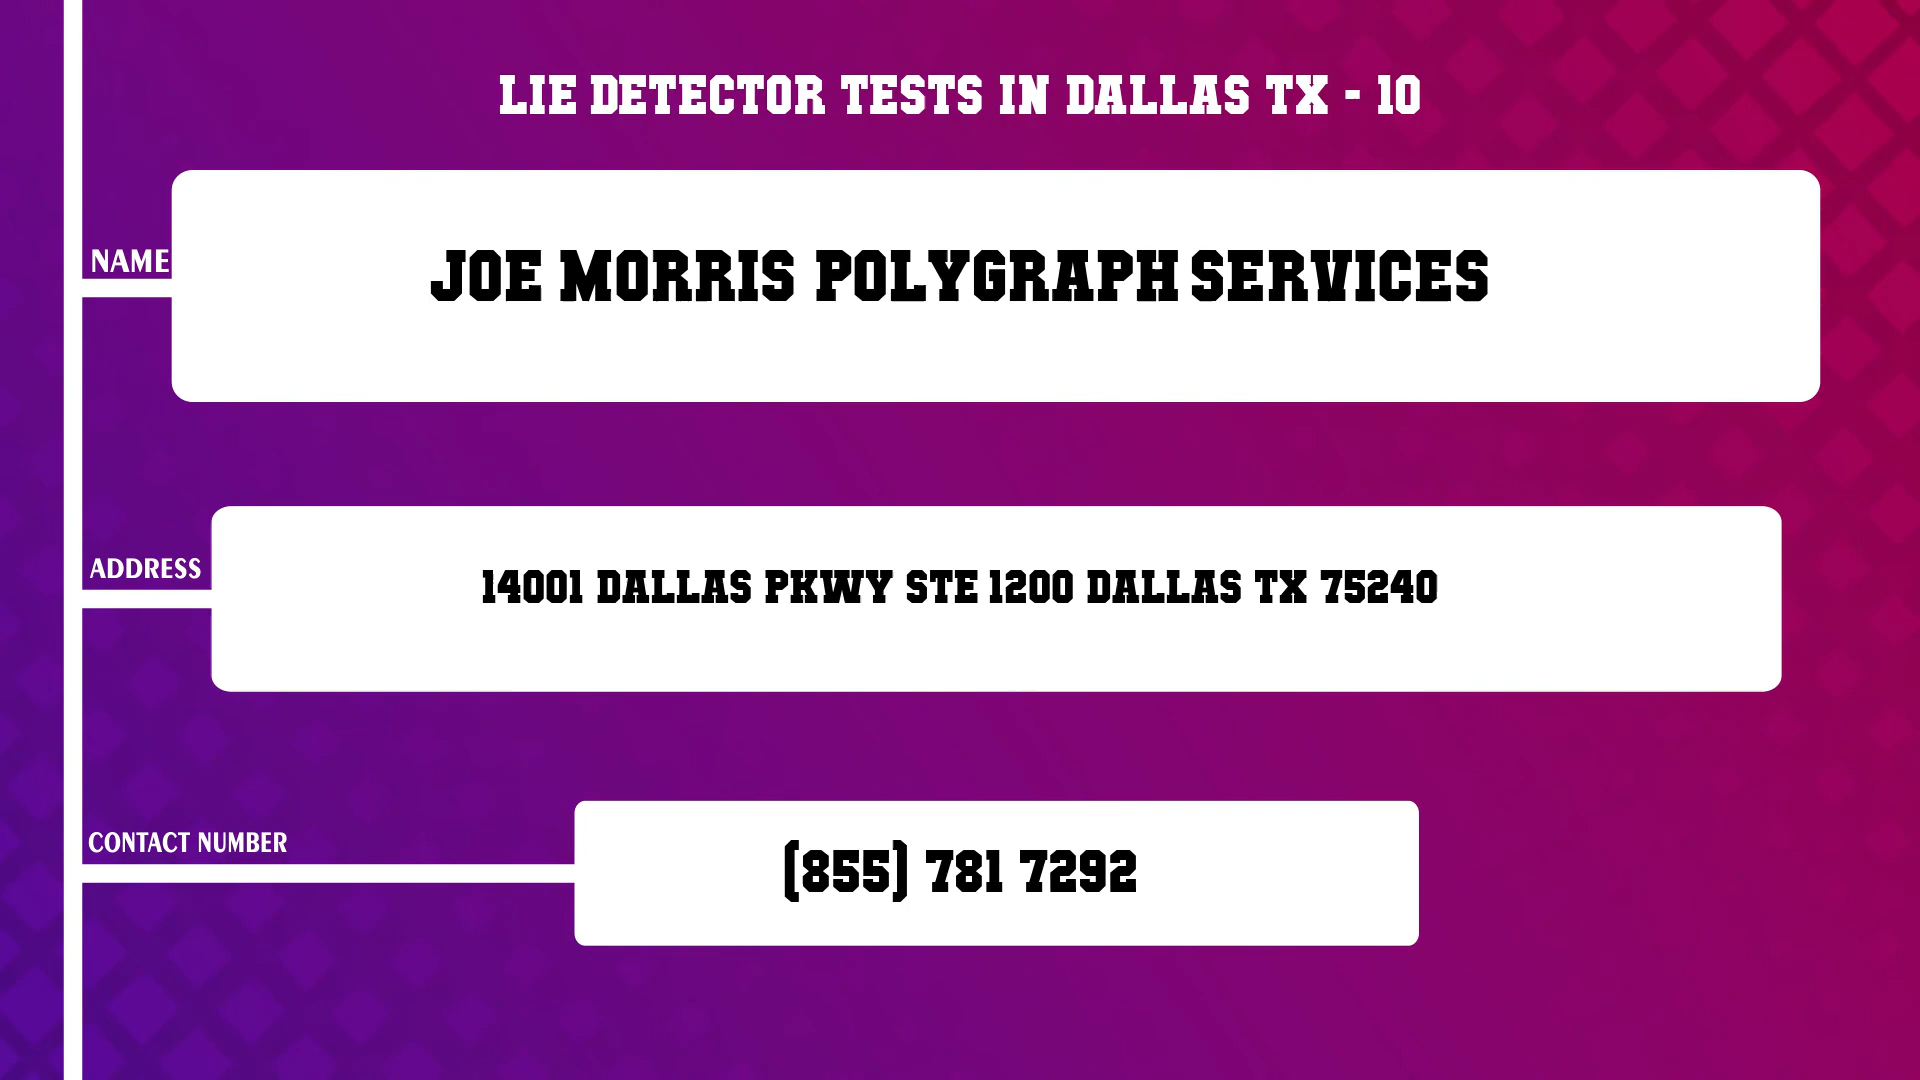 LIE DETECTOR TESTS IN DALLAS TX - 10
NAME
JOE MORRIS POLYGRAPH SERVICES
ADDRESS
14001 DALLAS PKWY STE 1200 DALLAS TX 75240
CONTACT NUMBER
(855) 781 7292